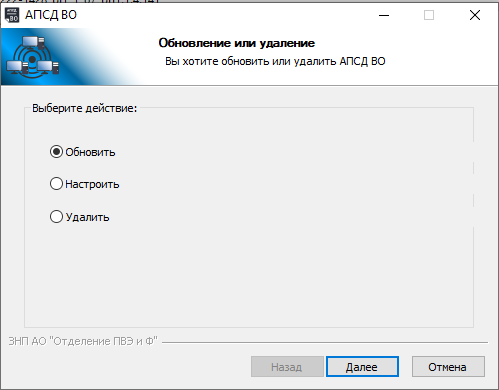 АПСД ВО
Обновление или удаление
Вы хотите обновить или удалить АПСД ВО
Выберите действие:
Обновить
Настроить
Удалить
ЗНП АО "Отделение ПВЭ и Ф"
Назад
Далее
Отмена